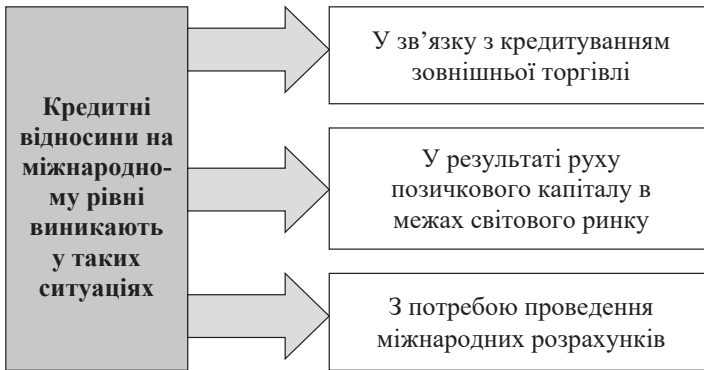 Кредитні
відносини на
міжнародно-
му рівні
виникають
у таких
ситуаціях
У зв’язку з кредитуванням
зовнішньої торгівлі
У результаті руху
позичкового капіталу в
межах світового ринку
З потребою проведення
міжнародних розрахунків